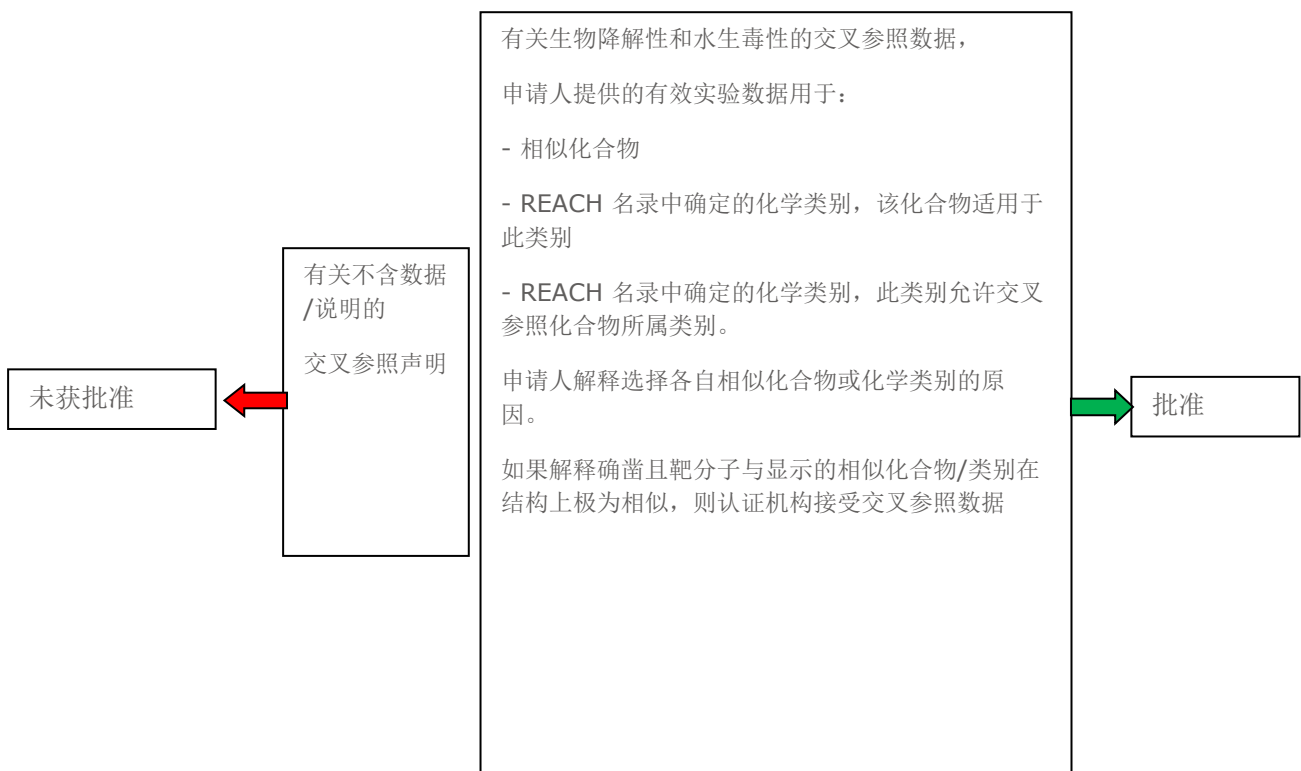 未获批准
有关不含数据
/说明的
交叉参照声明
有关生物降解性和水生毒性的交叉参照数据，
申请人提供的有效实验数据用于：
- 相似化合物
- REACH 名录中确定的化学类别，该化合物适用于
此类别
- REACH 名录中确定的化学类别，此类别允许交叉
参照化合物所属类别。
申请人解释选择各自相似化合物或化学类别的原
因。
如果解释确凿且靶分子与显示的相似化合物/类别在
结构上极为相似，则认证机构接受交叉参照数据
批准